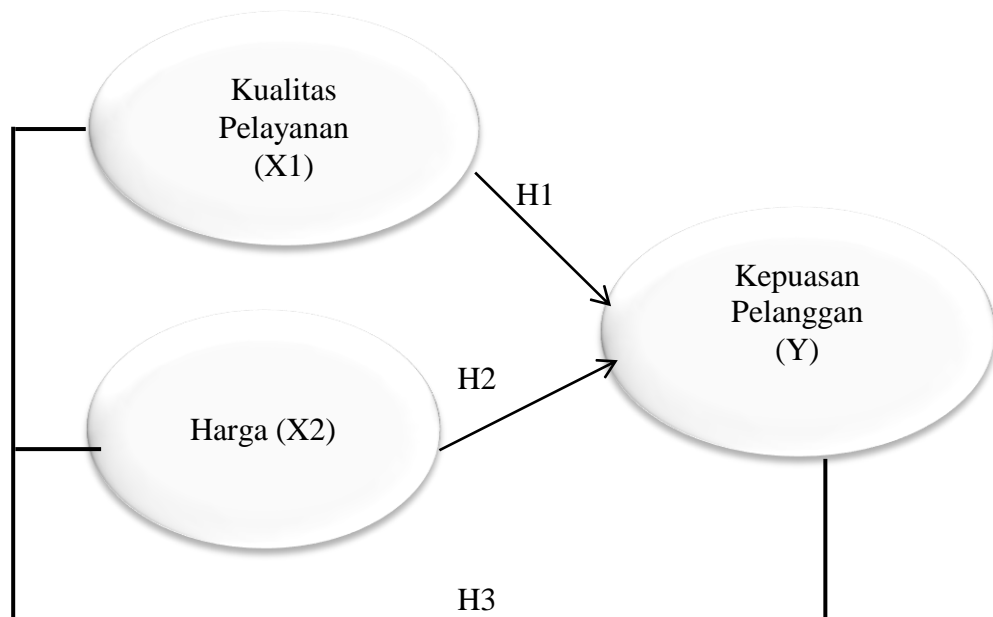 Kualitas
Pelayanan
(X1)
H1
Kepuasan
Pelanggan
(Y)
H2
Harga (X2)
H3